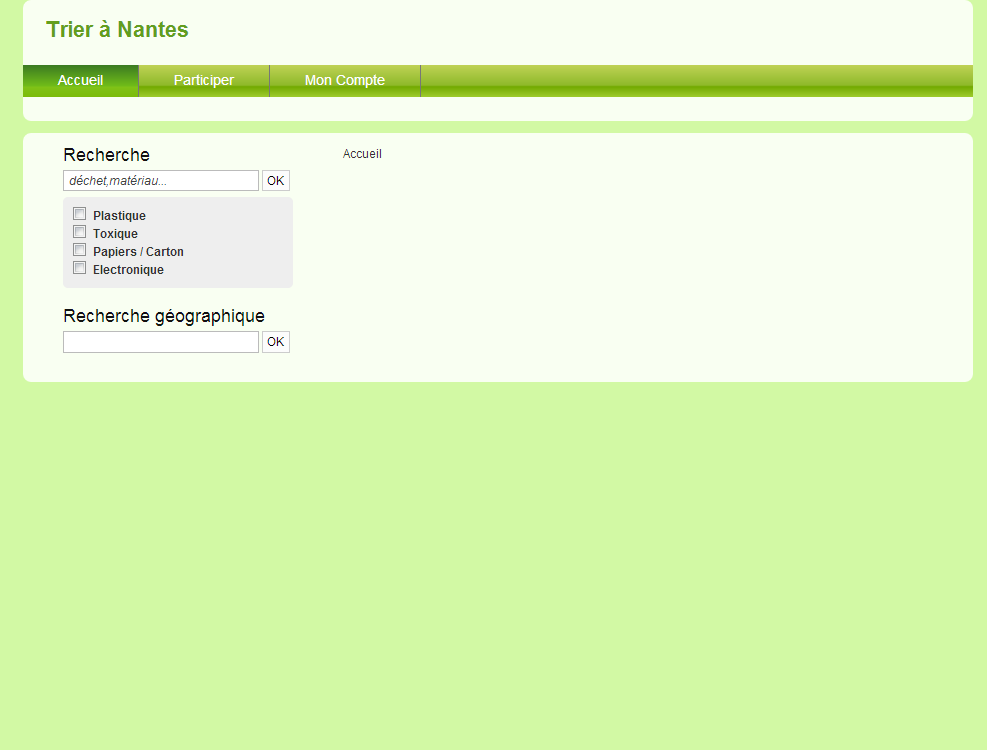 Trier à Nantes
Accueil Participer Mon Compte
Recherche
déchet,matériau... OK
Plastique
Toxique
Papiers / Carton
Electronique
Recherche géographique
OK
Accueil